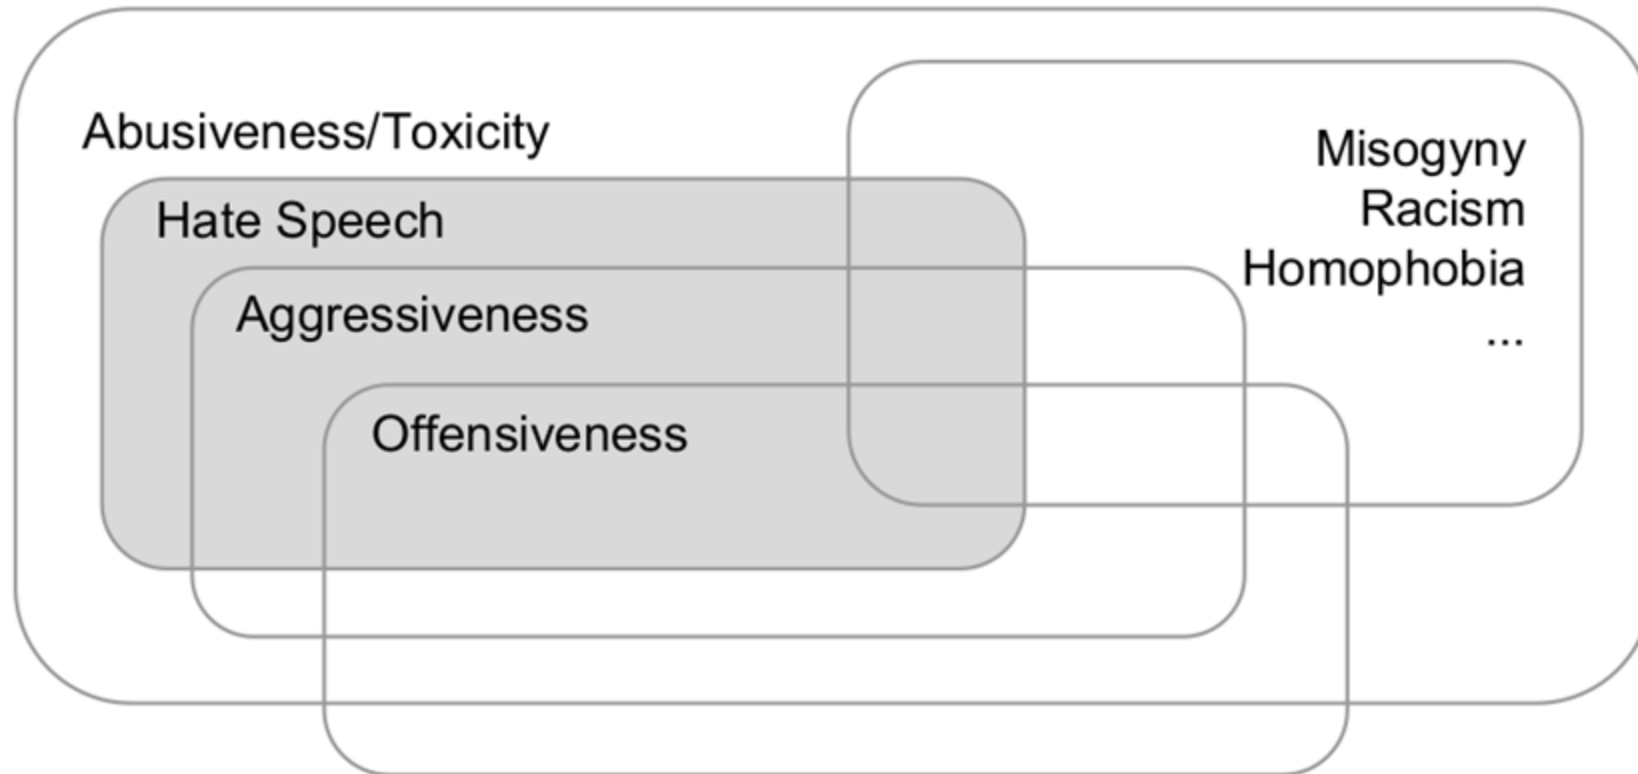 Abusiveness/Toxicity
Hate Speech
Aggressiveness
Offensiveness
Misogyny
Racism
Homophobia
...